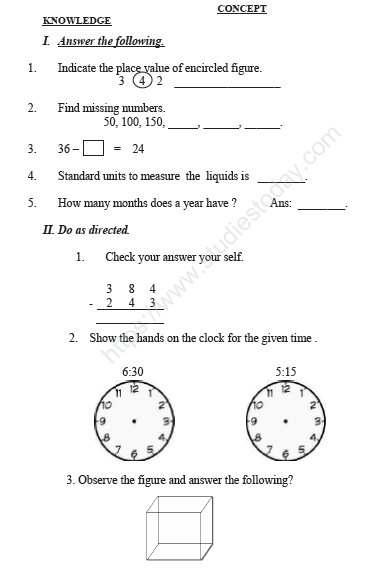 CONCEPT
KNOWLEDGE
I. Answer the following.
1. Indicate the place value of encircled figure.
3 4 2 _______________
2. Find missing numbers.
50, 100, 150, _____, _____, _____.
3. 36 – □ = 24
4. Standard units to measure the liquids is _______.
5. How many months does a year have ? Ans: _______.
II. Do as directed.
1. Check your answer your self.
3 8 4
- 2 4 3
2. Show the hands on the clock for the given time .
6:30 5:15
11 12 1 11 12 1
10 2 10 2
9 3 9 3
8 4 8 4
7 6 5 7 6 5
3. Observe the figure and answer the following?
https://www.studiestoday.com